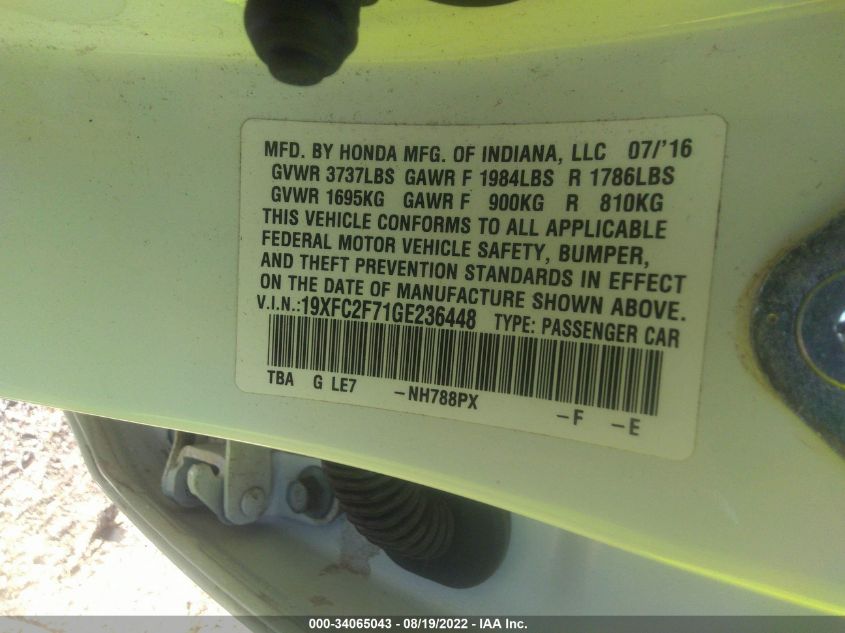 MFD. BY HONDA MFG. OF INDIANA, LLC 07/'16
GVWR 3737LBS GAWR F 1984LBS R 1786LBS
GVWR 1695KG GAWR F 900KG R 810KG
THIS VEHICLE CONFORMS TO ALL APPLICABLE
FEDERAL MOTOR VEHICLE SAFETY, BUMPER,
AND THEFT PREVENTION STANDARDS IN EFFECT
ON THE DATE OF MANUFACTURE SHOWN ABOVE.
V.I.N.:19XFC2F71GE236448 TYPE: PASSENGER CAR
TBA G LE7 -NH788PX -F -E
000-34065043 - 08/19/2022 - IAA Inc.